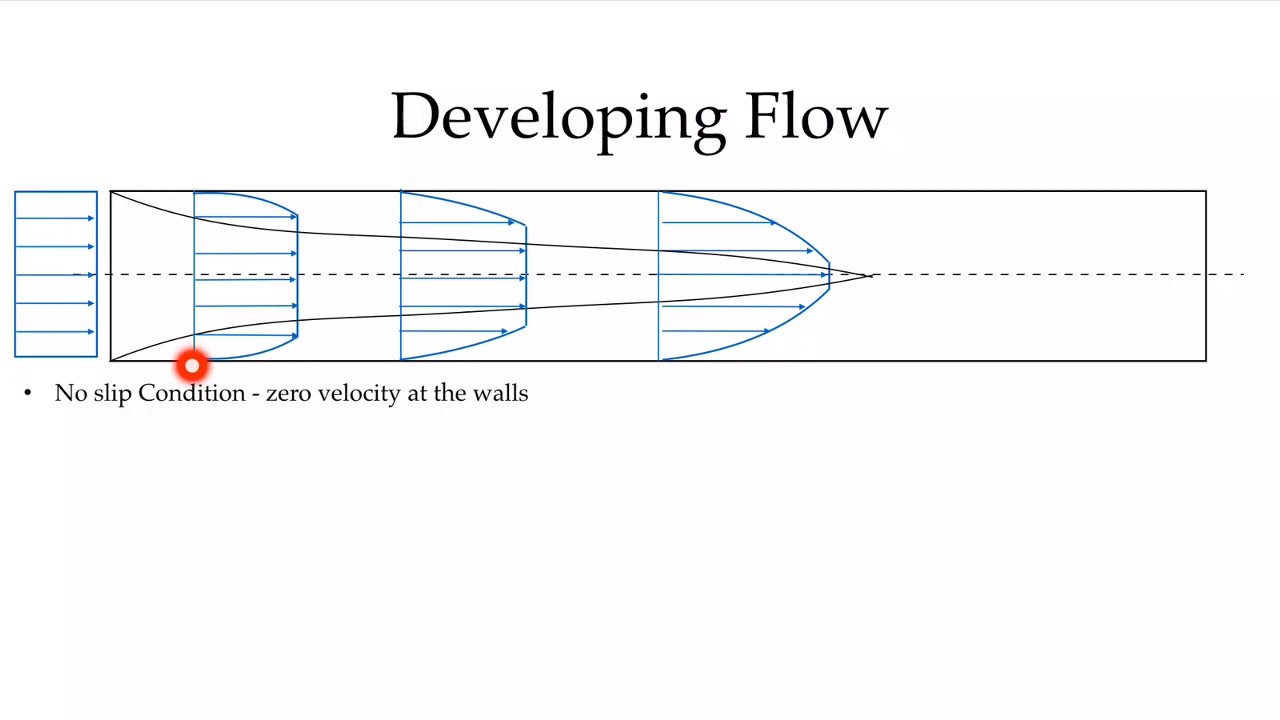 Developing Flow
• No slip Condition - zero velocity at the walls